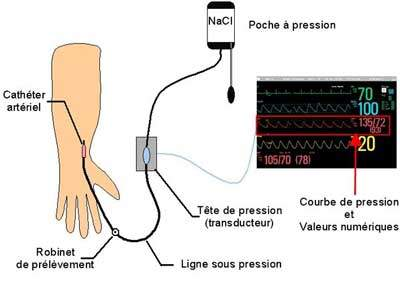 NaCl
Poche à pression
Cathéter
artériel
70
100
135/72
(93)
20
105/70 (78)
Tête de pression
(transducteur)
Courbe de pression
et
Valeurs numériques
Robinet
de prélèvement
Ligne sous pression